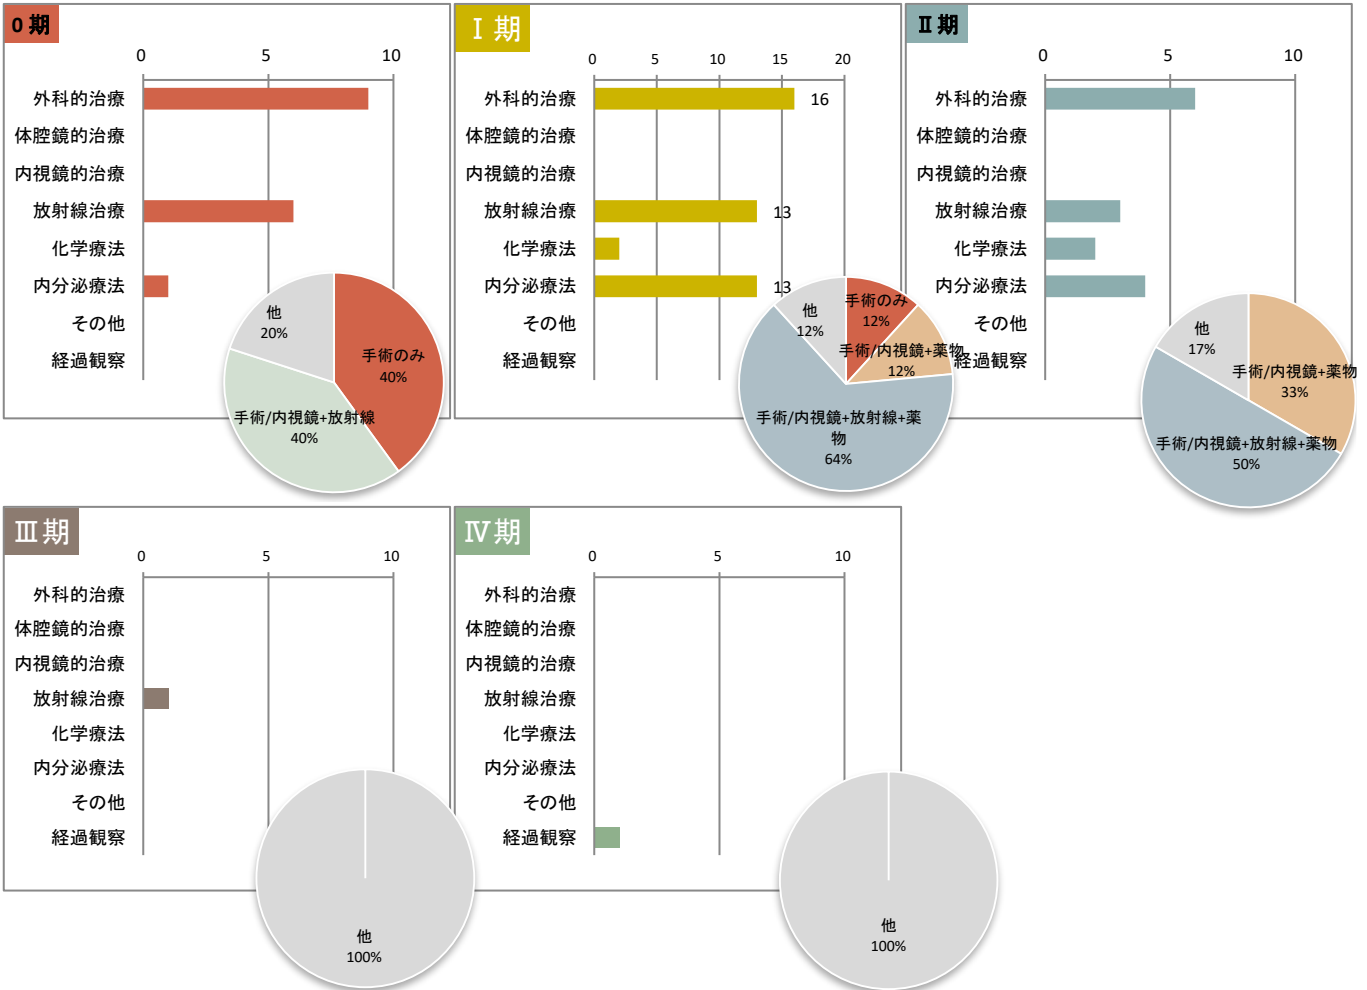 0 期
0 5 10
外科的治療
体腔鏡的治療
内視鏡的治療
放射線治療
化学療法
内分泌療法
その他
経過観察
他
20%
手術のみ
40%
手術/内視鏡+放射線
40%
Ⅰ 期
0 5 10 15 20
外科的治療 16
体腔鏡的治療
内視鏡的治療
放射線治療 13
化学療法
内分泌療法 13
その他
経過観察
他
12%
手術のみ
12%
手術/内視鏡+薬物
12%
手術/内視鏡+放射線+薬
物
64%
Ⅱ 期
0 5 10
外科的治療
体腔鏡的治療
内視鏡的治療
放射線治療
化学療法
内分泌療法
その他
経過観察
他
17%
手術/内視鏡+薬物
33%
手術/内視鏡+放射線+薬物
50%
Ⅲ 期
0 5 10
外科的治療
体腔鏡的治療
内視鏡的治療
放射線治療
化学療法
内分泌療法
その他
経過観察
他
100%
Ⅳ 期
0 5 10
外科的治療
体腔鏡的治療
内視鏡的治療
放射線治療
化学療法
内分泌療法
その他
経過観察
他
100%